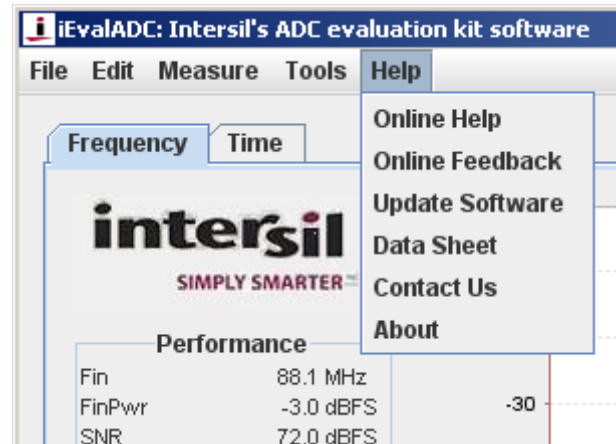 iEvalADC: Intersil's ADC evaluation kit software
File Edit Measure Tools Help
Online Help
Online Feedback
Update Software
Data Sheet
Contact Us
About
Frequency Time
intersil
SIMPLY SMARTER™
Performance
Fin 88.1 MHz
FinPwr -3.0 dBFS
SNR 72.0 dBFS
-30